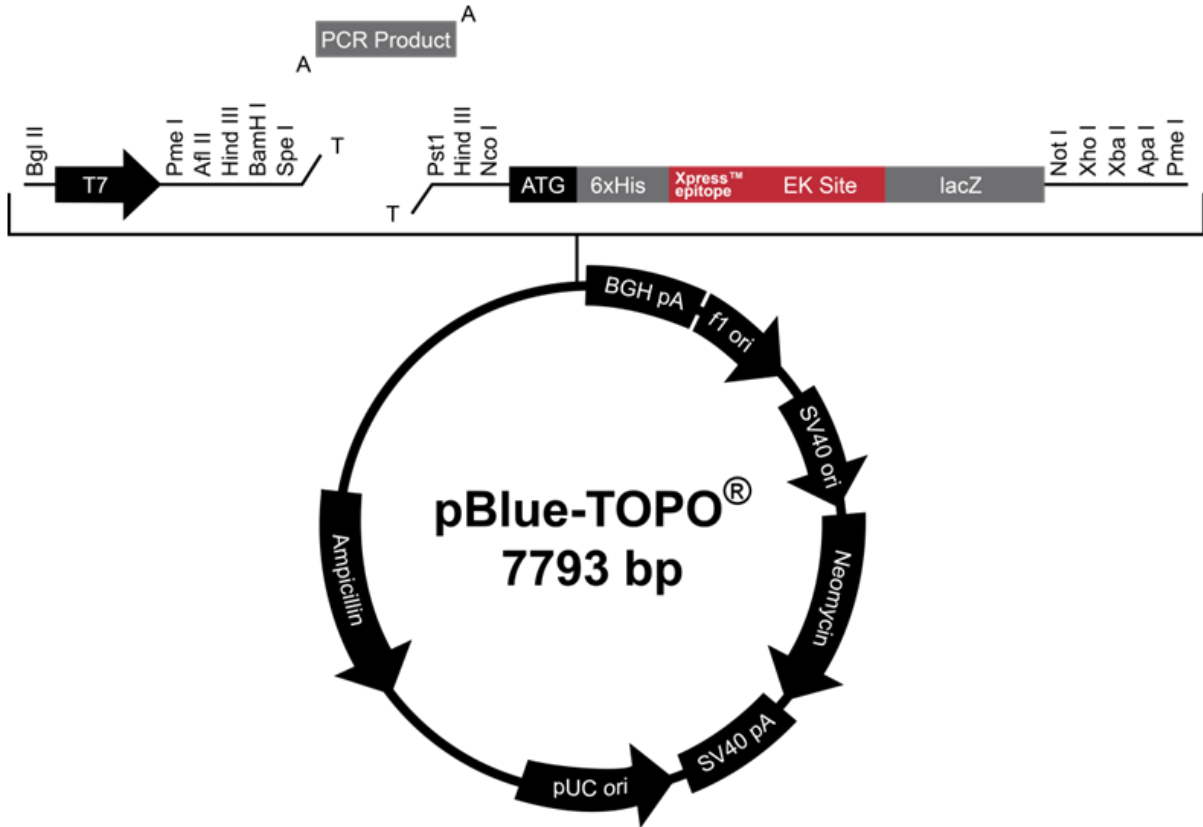 A
PCR Product
A
Bgl II
T7
Pme I
Afl II
Hind III
BamH I
Spe I
T
T
Pst1
Hind III
Nco I
ATG
6xHis
Xpress™
epitope
EK Site
lacZ
Not I
Xho I
Xba I
Apa I
Pme I
BGH pA
f1 ori
SV40 ori
Neomycin
SV40 pA
pUC ori
Ampicillin
pBlue-TOPO®
7793 bp